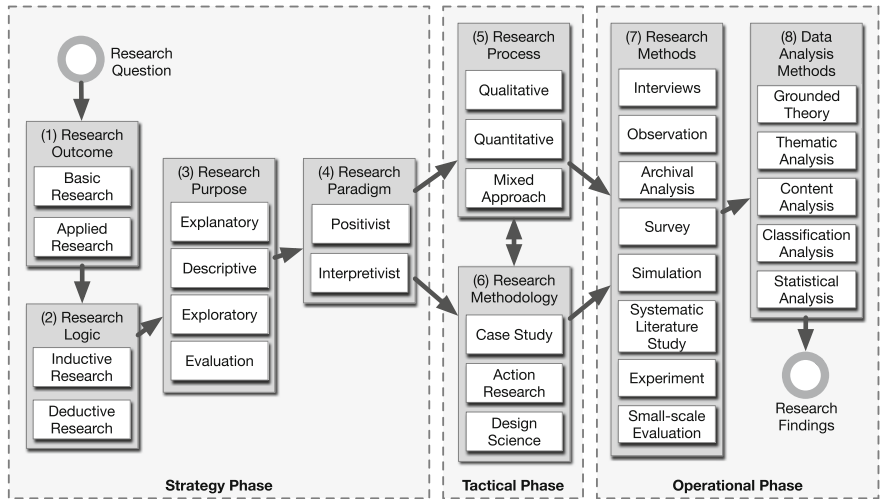 Research
Question
(1) Research
Outcome
Basic
Research
Applied
Research
(2) Research
Logic
Inductive
Research
Deductive
Research
(3) Research
Purpose
Explanatory
Descriptive
Exploratory
Evaluation
(4) Research
Paradigm
Positivist
Interpretivist
Strategy Phase
(5) Research
Process
Qualitative
Quantitative
Mixed
Approach
(6) Research
Methodology
Case Study
Action
Research
Design
Science
Tactical Phase
(7) Research
Methods
Interviews
Observation
Archival
Analysis
Survey
Simulation
Systematic
Literature
Study
Experiment
Small-scale
Evaluation
(8) Data
Analysis
Methods
Grounded
Theory
Thematic
Analysis
Content
Analysis
Classification
Analysis
Statistical
Analysis
Research
Findings
Operational Phase